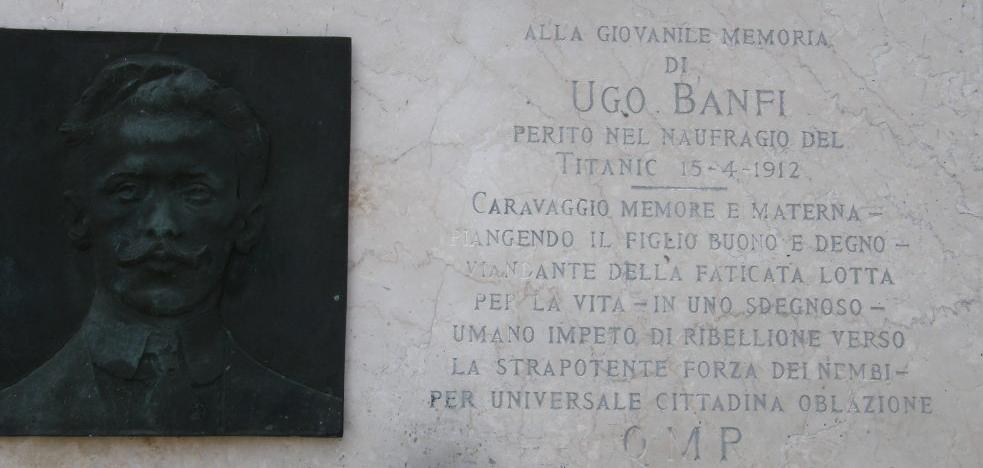 ALLA GIOVANILE MEMORIA
DI
UGO BANFI
PERITO NEL NAUFRAGIO DEL
TITANIC 15-4-1912
CARAVAGGIO MEMORE E MATERNA-
PIANGENDO IL FIGLIO BUONO E DEGNO-
VIANDANTE DELLA FATICATA LOTTA
PER LA VITA-IN UNO SDEGNOSO-
UMANO IMPETO DI RIBELLIONE VERSO
LA STRAPOTENTE FORZA DEI NEMBI-
PER UNIVERSALE CITTADINA OBLAZIONE
Q.M.P.